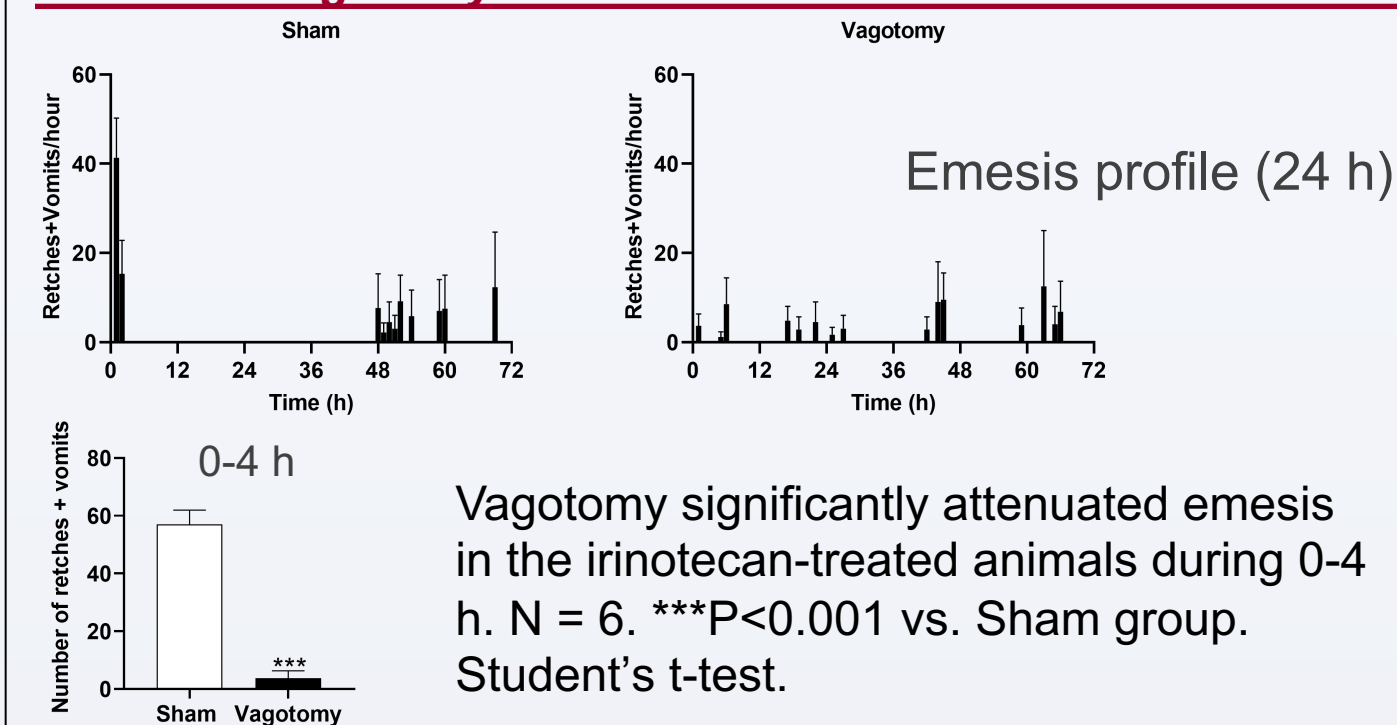 Sham
Vagotomy
60
40
20
0
Retches+Vomits/hour
0 12 24 36 48 60 72
Time (h)
60
40
20
0
Retches+Vomits/hour
Emesis profile (24 h)
0 12 24 36 48 60 72
Time (h)
80
60
40
20
0
Number of retches + vomits
0-4 h
***
Sham Vagotomy
Vagotomy significantly attenuated emesis
in the irinotecan-treated animals during 0-4
h. N = 6. ***P<0.001 vs. Sham group.
Student’s t-test.